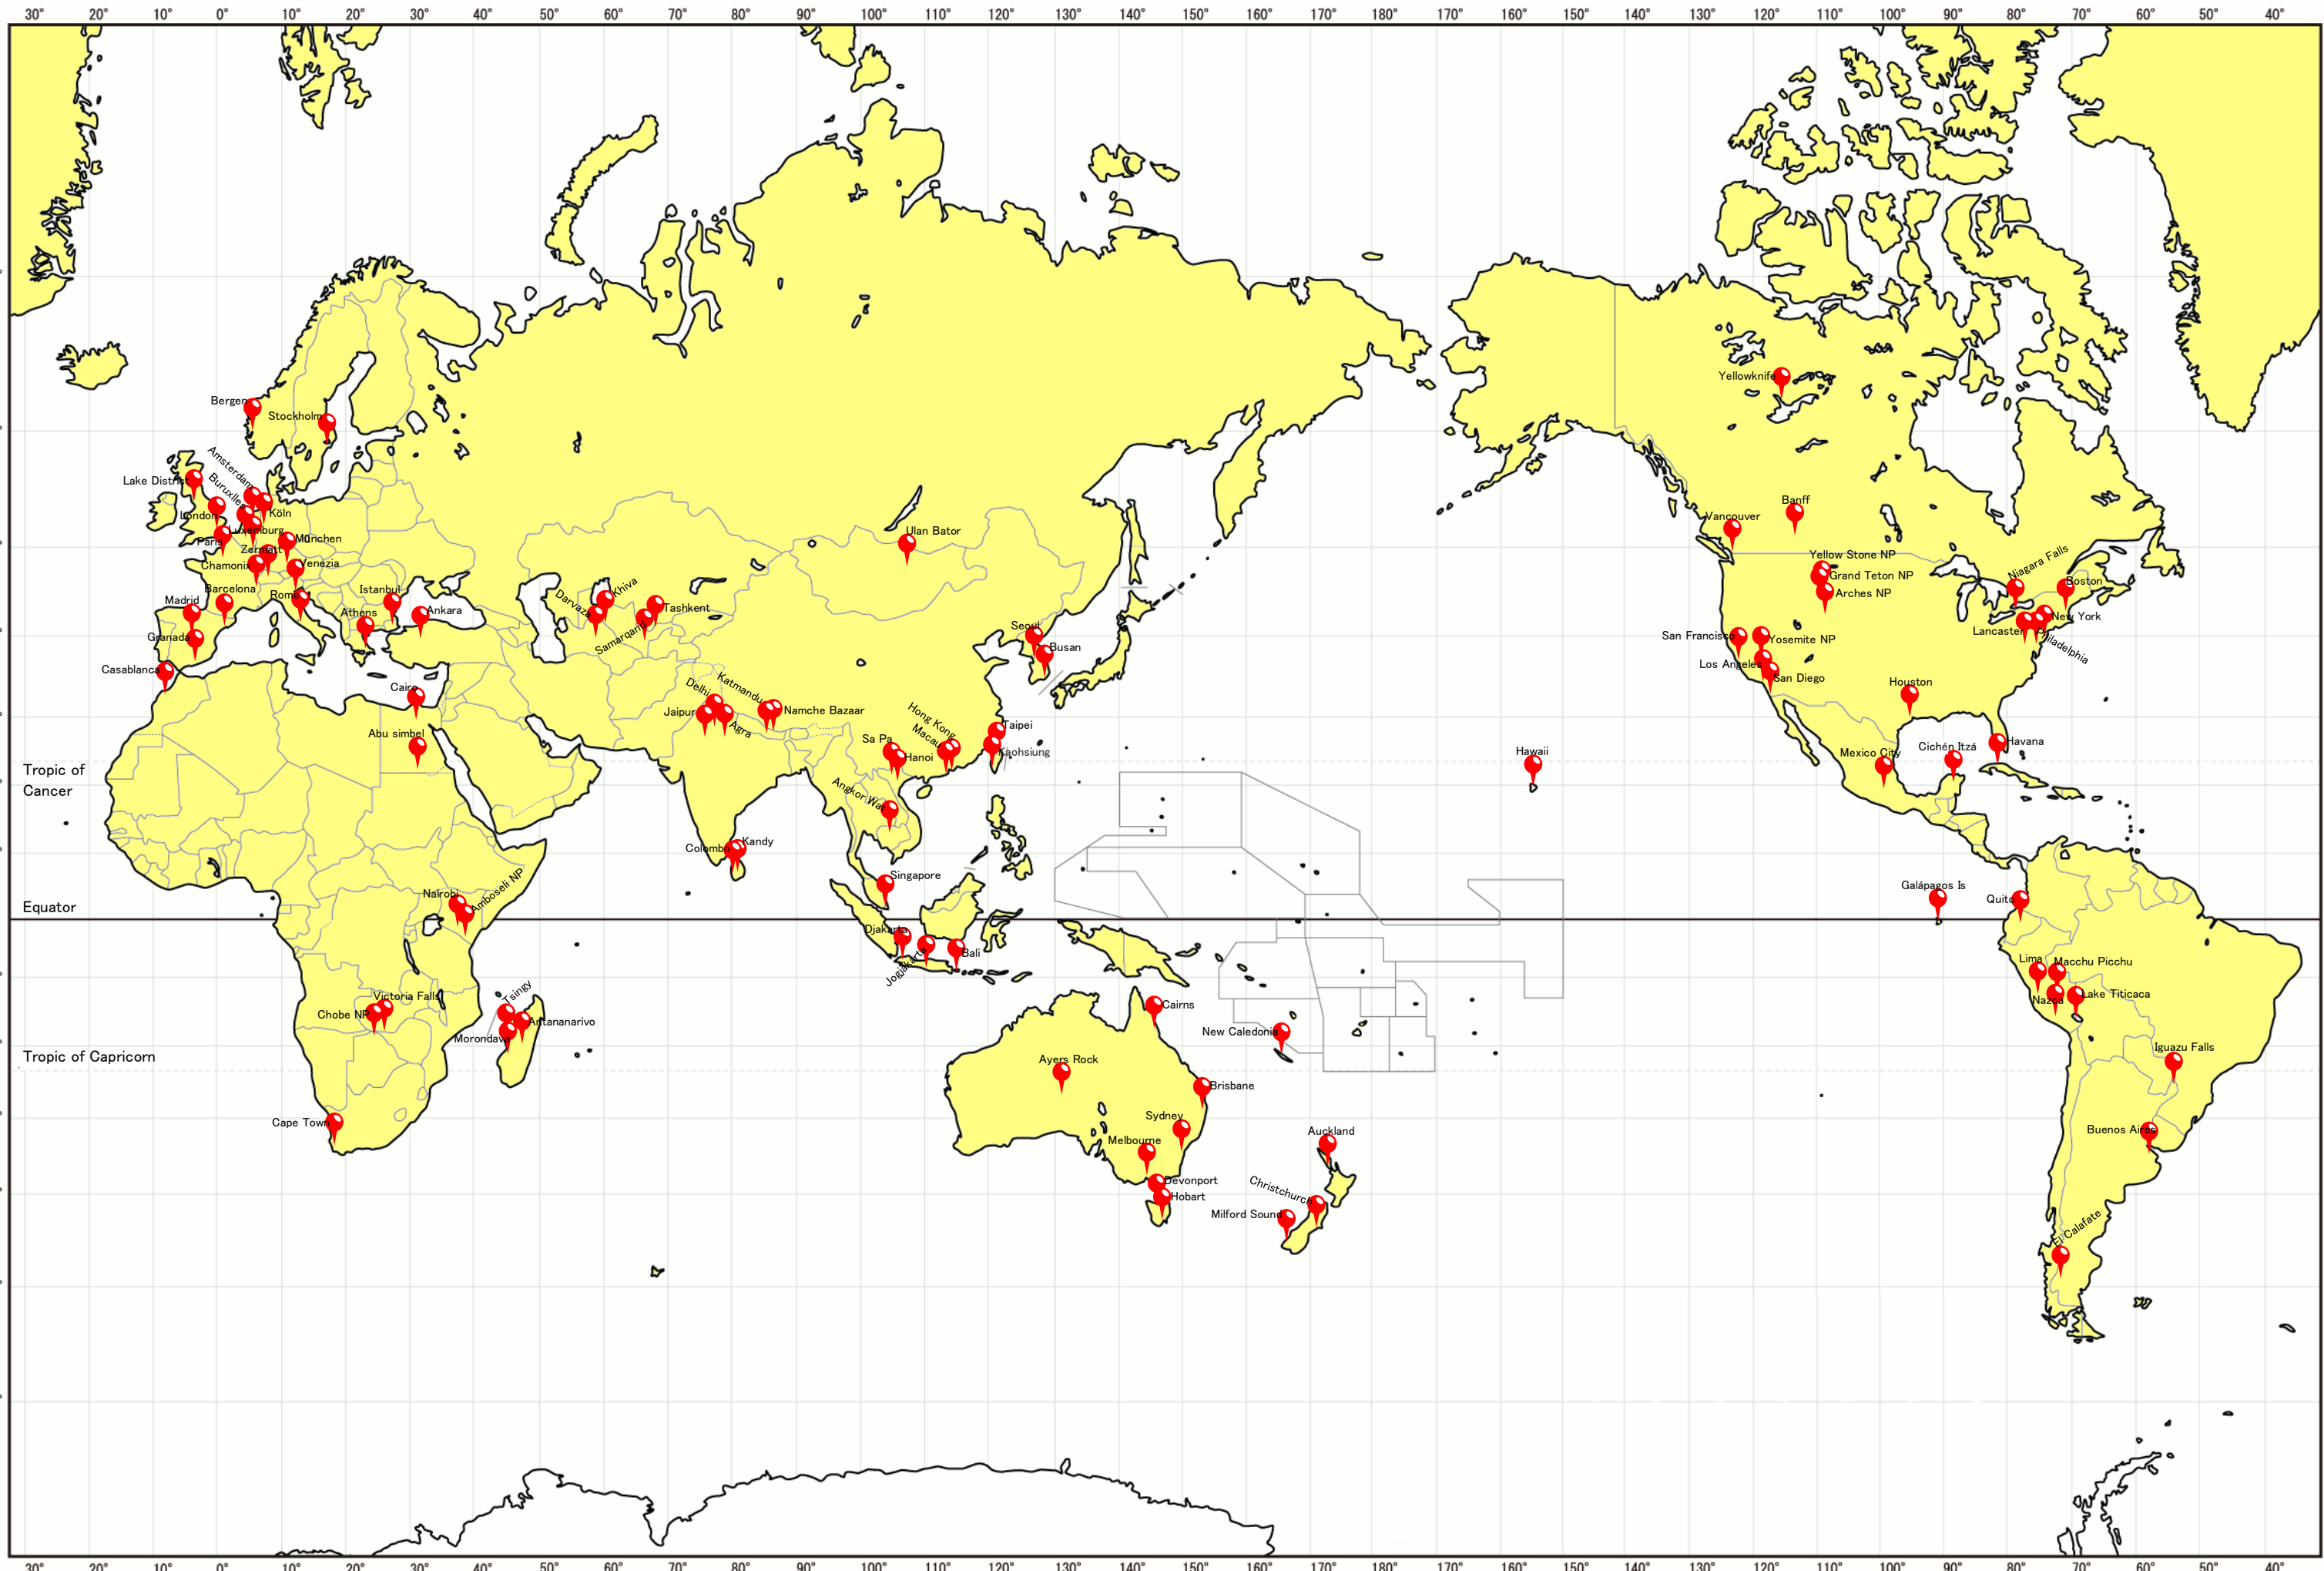 30° 20° 10° 0° 10° 20° 30° 40° 50° 60° 70° 80° 90° 100° 110° 120° 130° 140° 150° 160° 170° 180° 170° 160° 150° 140° 130° 120° 110° 100° 90° 80° 70° 60° 50° 40°
Yellowknife
Bergen
Stockholm
Amsterdam
Lake District
Buruxlles
London
Köln
Luxemburg
Paris
München
Zermatt
Chamonix
Venezia
Barcelona
Rome
Madrid
Granada
Casablanca
Istanbul
Athens
Ankara
Cairo
Abu simbel
Darvaza
Khiva
Tashkent
Samarqand
Ulan Bator
Seoul
Busan
Delhi
Jaipur
Agra
Katmandu
Namche Bazaar
Hong Kong
Macau
Taipei
Kaohsiung
Sa Pa
Hanoi
Angkor Wat
Colombo
Kandy
Singapore
Banff
Vancouver
Yellow Stone NP
Grand Teton NP
Arches NP
Niagara Falls
Boston
New York
Lancaster
Philadelphia
San Francisco
Yosemite NP
Los Angeles
San Diego
Houston
Hawaii
Mexico City
Cichén Itzá
Havana
Tropic of
Cancer
Equator
Nairobi
Amboseli NP
Djakarta
Jogjakarta
Bali
Galápagos Is
Quito
Lima
Macchu Picchu
Nazca
Lake Titicaca
Victoria Falls
Chobe NP
Tsingy
Antananarivo
Morondava
Cairns
New Caledonia
Tropic of Capricorn
Ayers Rock
Brisbane
Iguazu Falls
Cape Town
Sydney
Melbourne
Auckland
Buenos Aires
Devonport
Hobart
Christchurch
Milford Sound
El Calafate
30° 20° 10° 0° 10° 20° 30° 40° 50° 60° 70° 80° 90° 100° 110° 120° 130° 140° 150° 160° 170° 180° 170° 160° 150° 140° 130° 120° 110° 100° 90° 80° 70° 60° 50° 40°